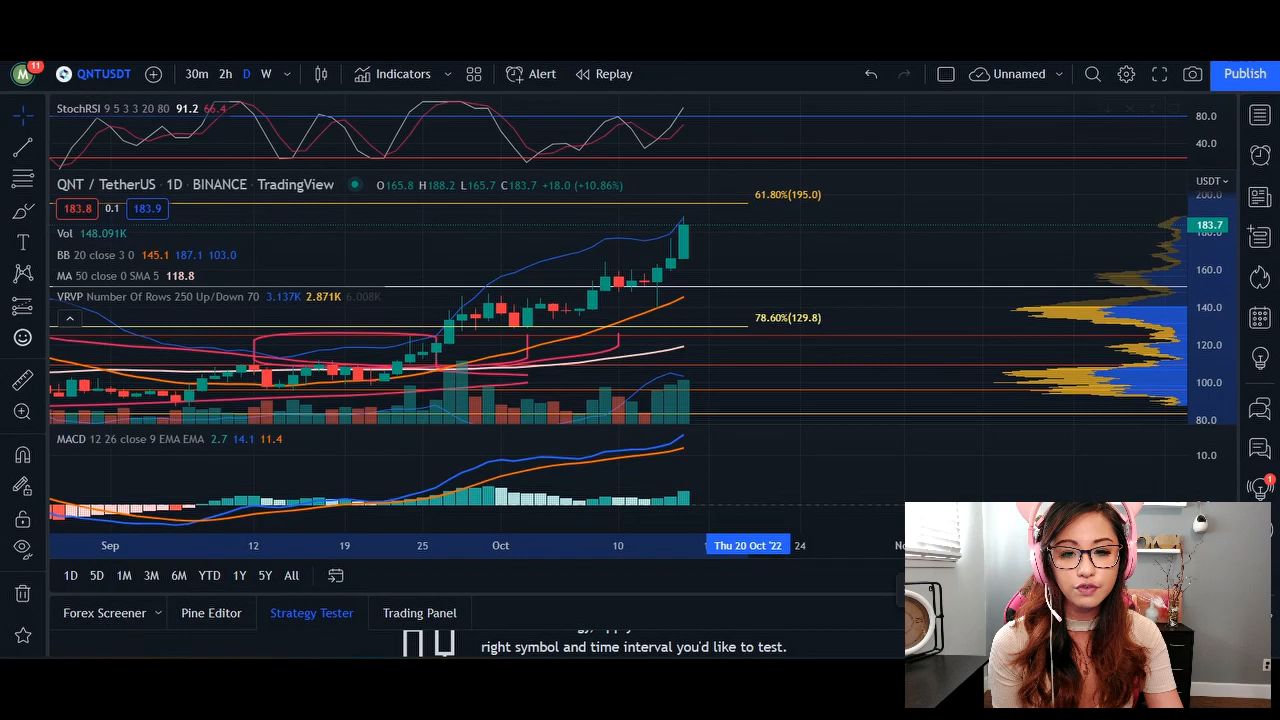 M 11 QNTUSDT 30m 2h D W Indicators Alert Replay Unnamed Publish
StochRSI 9 5 3 3 20 80 91.2 66.4
80.0
40.0
QNT / TetherUS · 1D · BINANCE · TradingView O165.8 H188.2 L165.7 C183.7 +18.0 (+10.86%)
USDT
61.80%(195.0)
200.0
183.8 0.1 183.9
183.7
180.0
Vol 148.091K
BB 20 close 3 0 145.1 187.1 103.0
MA 50 close 0 SMA 5 118.8
160.0
VRVP Number Of Rows 250 Up/Down 70 3.137K 2.871K 6.008K
140.0
78.60%(129.8)
120.0
100.0
80.0
MACD 12 26 close 9 EMA EMA 2.7 14.1 11.4
10.0
1
Sep 12 19 25 Oct 10 Thu 20 Oct '22 24
1D 5D 1M 3M 6M YTD 1Y 5Y All
Forex Screener Pine Editor Strategy Tester Trading Panel
right symbol and time interval you'd like to test.